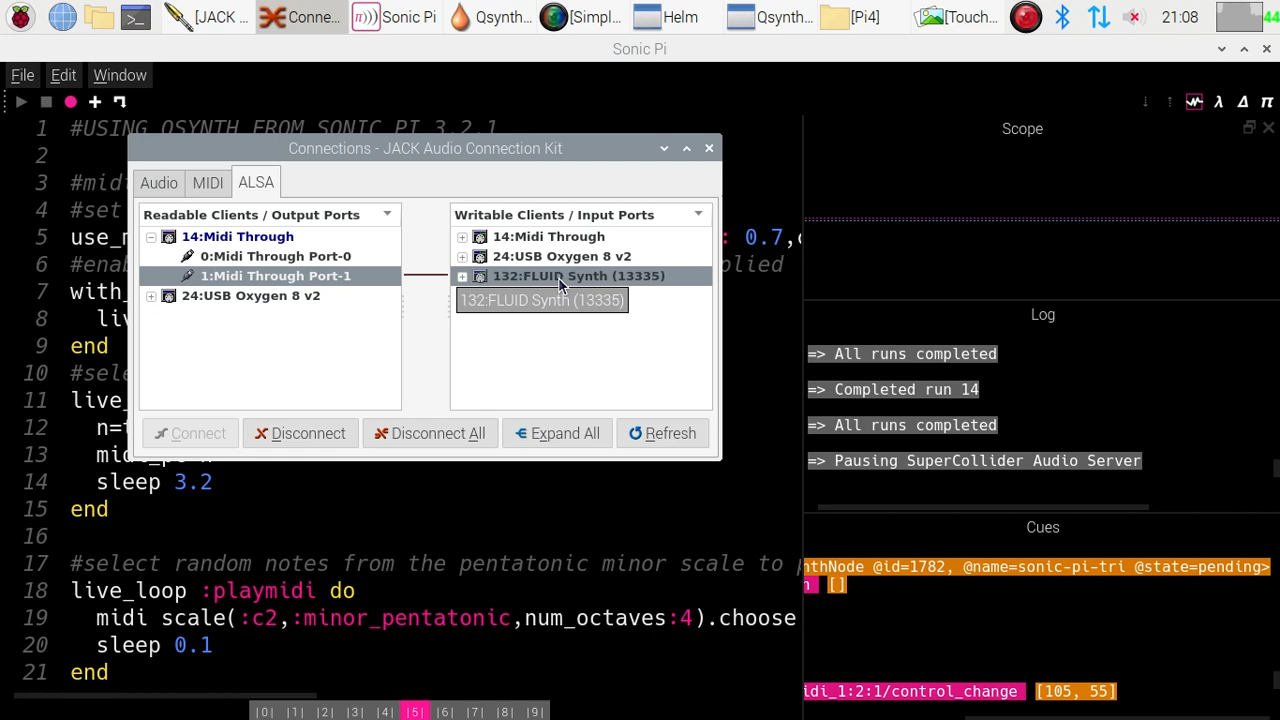 [JACK ...
Conne...
Sonic Pi
Qsynth...
[Simpl...
Helm
Qsynth...
[Pi4]
[Touch...
21:08
44
Sonic Pi
File Edit Window
λ Δ π
1 #USING QSYNTH FROM SONIC PI 3.2.1
2
3 #mid
4 #set
5 use_ : 0.7,
6 #ena plied
7 with_
8 li
9 end
10 #sel
11 live_
12 n=
13
14 sleep 3.2
15 end
16
17 #select random notes from the pentatonic minor scale to
18 live_loop :playmidi do
19 midi scale(:c2,:minor_pentatonic,num_octaves:4).choose
20 sleep 0.1
21 end
|0| |1| |2| |3| |4| |5| |6| |7| |8| |9|
Connections - JACK Audio Connection Kit
Audio MIDI ALSA
Readable Clients / Output Ports
14:Midi Through
0:Midi Through Port-0
1:Midi Through Port-1
24:USB Oxygen 8 v2
Writable Clients / Input Ports
14:Midi Through
24:USB Oxygen 8 v2
132:FLUID Synth (13335)
132:FLUID Synth (13335)
Connect Disconnect Disconnect All Expand All Refresh
Scope
Log
=> All runs completed
=> Completed run 14
=> All runs completed
=> Pausing SuperCollider Audio Server
Cues
nthNode @id=1782, @name=sonic-pi-tri @state=pending>
n []
idi_1:2:1/control_change [105, 55]